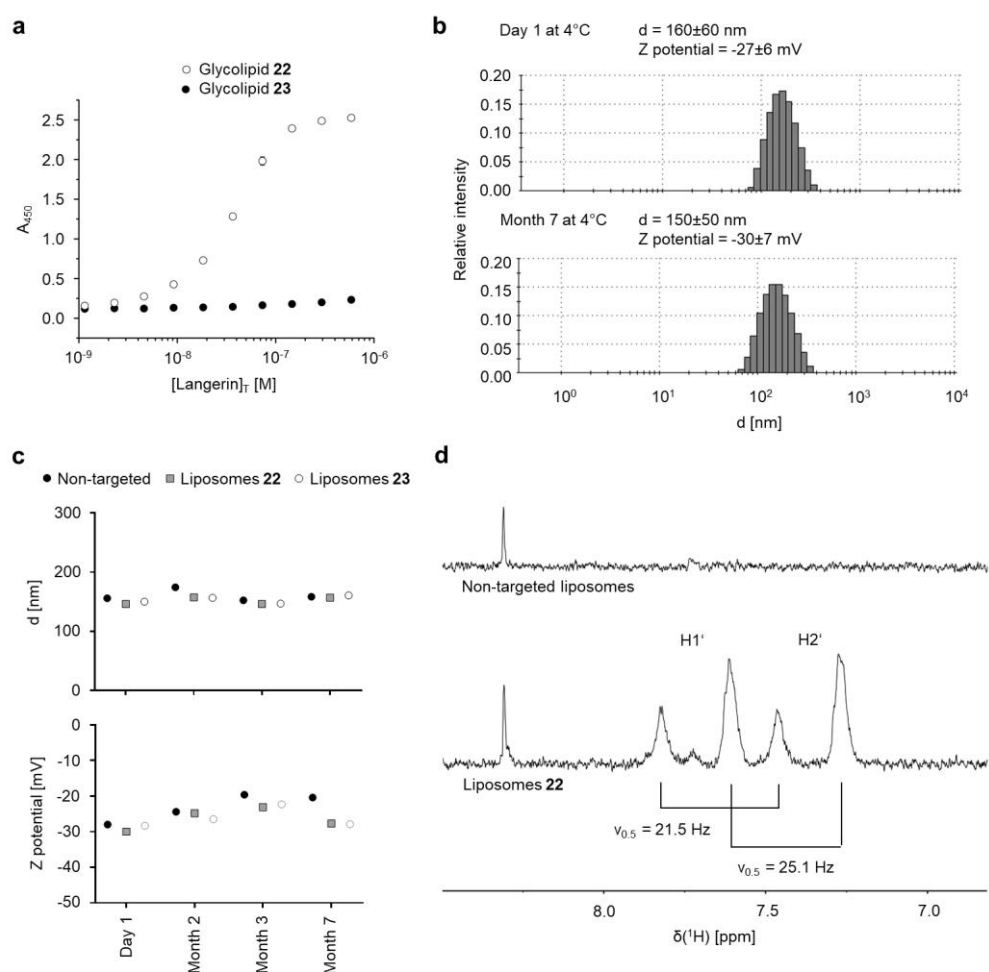 a
Glycolipid 22
Glycolipid 23
2.5
2.0
1.5
1.0
0.5
0.0
A450
10-9
10-8
10-7
10-6
[Langerin]T [M]
b
Day 1 at 4°C
d = 160±60 nm
Z potential = -27±6 mV
0.20
0.15
0.10
0.05
0.00
Month 7 at 4°C
d = 150±50 nm
Z potential = -30±7 mV
0.20
0.15
0.10
0.05
0.00
Relative intensity
100
101
102
103
104
d [nm]
c
Non-targeted
Liposomes 22
Liposomes 23
300
200
100
0
d [nm]
0
-10
-20
-30
-40
-50
Z potential [mV]
Day 1
Month 2
Month 3
Month 7
d
Non-targeted liposomes
H1‘
H2‘
Liposomes 22
ν0.5 = 21.5 Hz
ν0.5 = 25.1 Hz
8.0
7.5
7.0
δ(1H) [ppm]